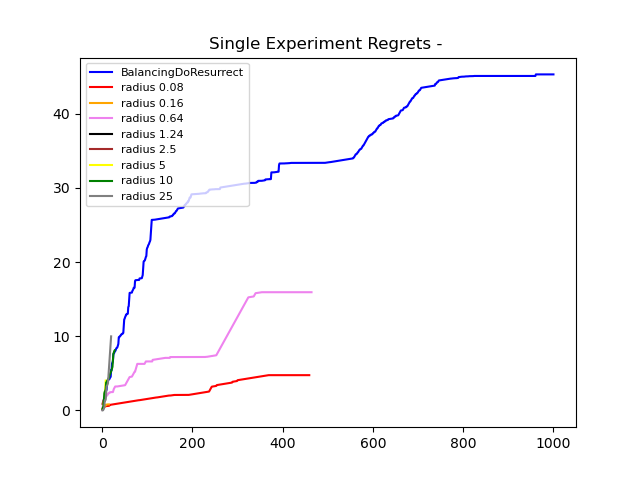 Single Experiment Regrets -
BalancingDoResurrect
radius 0.08
radius 0.16
radius 0.64
radius 1.24
radius 2.5
radius 5
radius 10
radius 25
40
30
20
10
0
0 200 400 600 800 1000